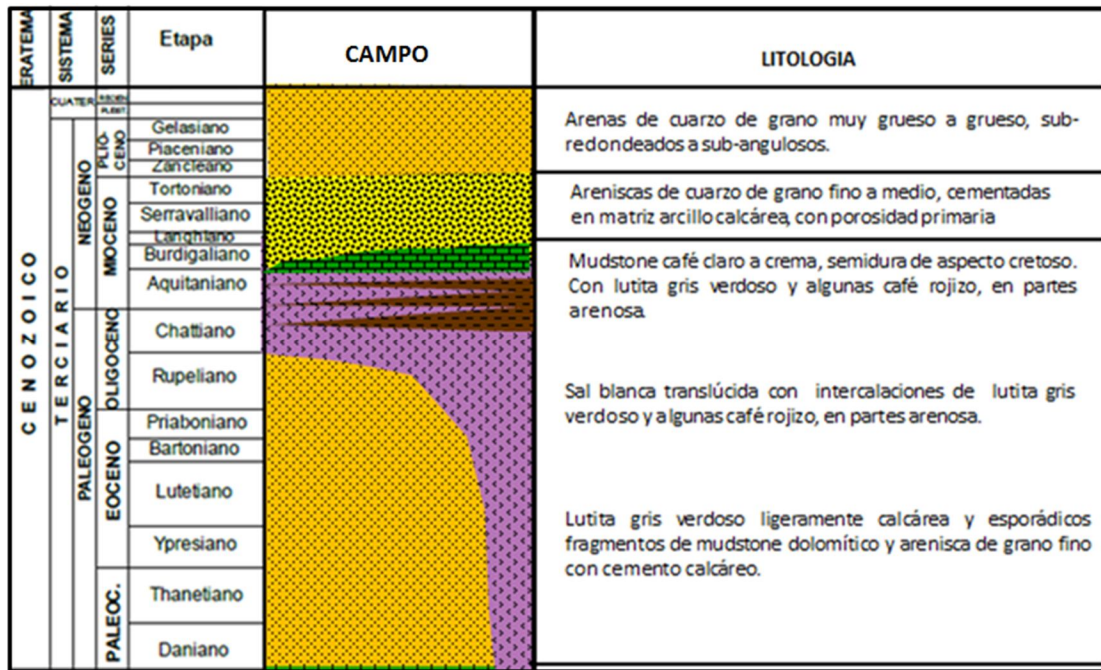 ERATEMA
SISTEMA
SERIES
Etapa
CAMPO
LITOLOGIA
CENOZOICO
CUATER
TERCIARIO
NEOGENO
PALEOGENO
PLIO-
CENO
MIOCENO
OLIGOCENO
EOCENO
PALEOC.
Gelasiano
Piaceniano
Zancleano
Tortoniano
Serravalliano
Langhiano
Burdigaliano
Aquitaniano
Chattiano
Rupeliano
Priaboniano
Bartoniano
Lutetiano
Ypresiano
Thanetiano
Daniano
Arenas de cuarzo de grano muy grueso a grueso, sub-
redondeados a sub-angulosos.
Areniscas de cuarzo de grano fino a medio, cementadas
en matriz arcillo calcárea, con porosidad primaria
Mudstone café claro a crema, semidura de aspecto cretoso.
Con lutita gris verdoso y algunas café rojizo, en partes
arenosa.
Sal blanca translúcida con intercalaciones de lutita gris
verdoso y algunas café rojizo, en partes arenosa.
Lutita gris verdoso ligeramente calcárea y esporádicos
fragmentos de mudstone dolomítico y arenisca de grano fino
con cemento calcáreo.